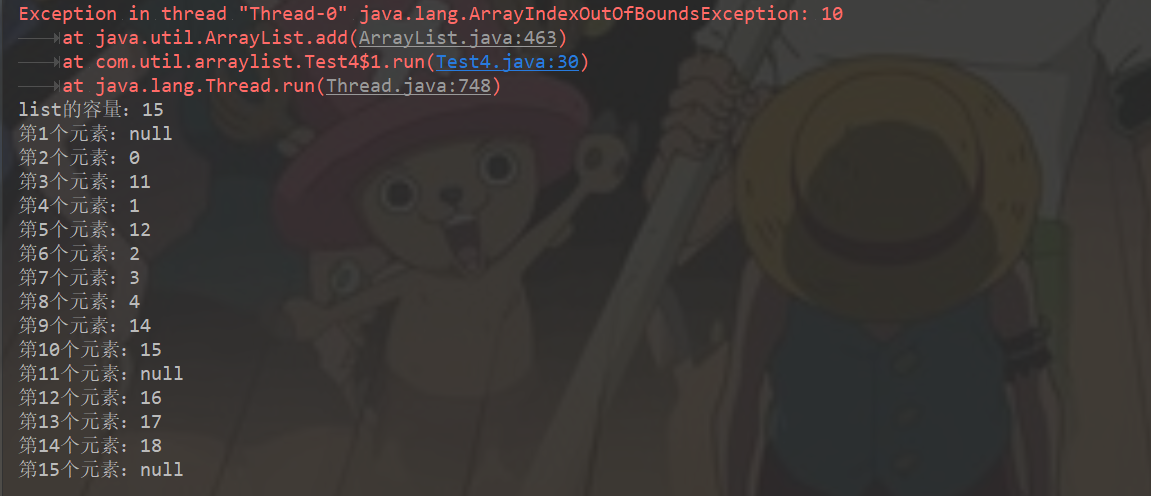 Exception in thread "Thread-0" java.lang.ArrayIndexOutOfBoundsException: 10
at java.util.ArrayList.add(ArrayList.java:463)
at com.util.arraylist.Test4$1.run(Test4.java:30)
at java.lang.Thread.run(Thread.java:748)
list的容量：15
第1个元素：null
第2个元素：0
第3个元素：11
第4个元素：1
第5个元素：12
第6个元素：2
第7个元素：3
第8个元素：4
第9个元素：14
第10个元素：15
第11个元素：null
第12个元素：16
第13个元素：17
第14个元素：18
第15个元素：null